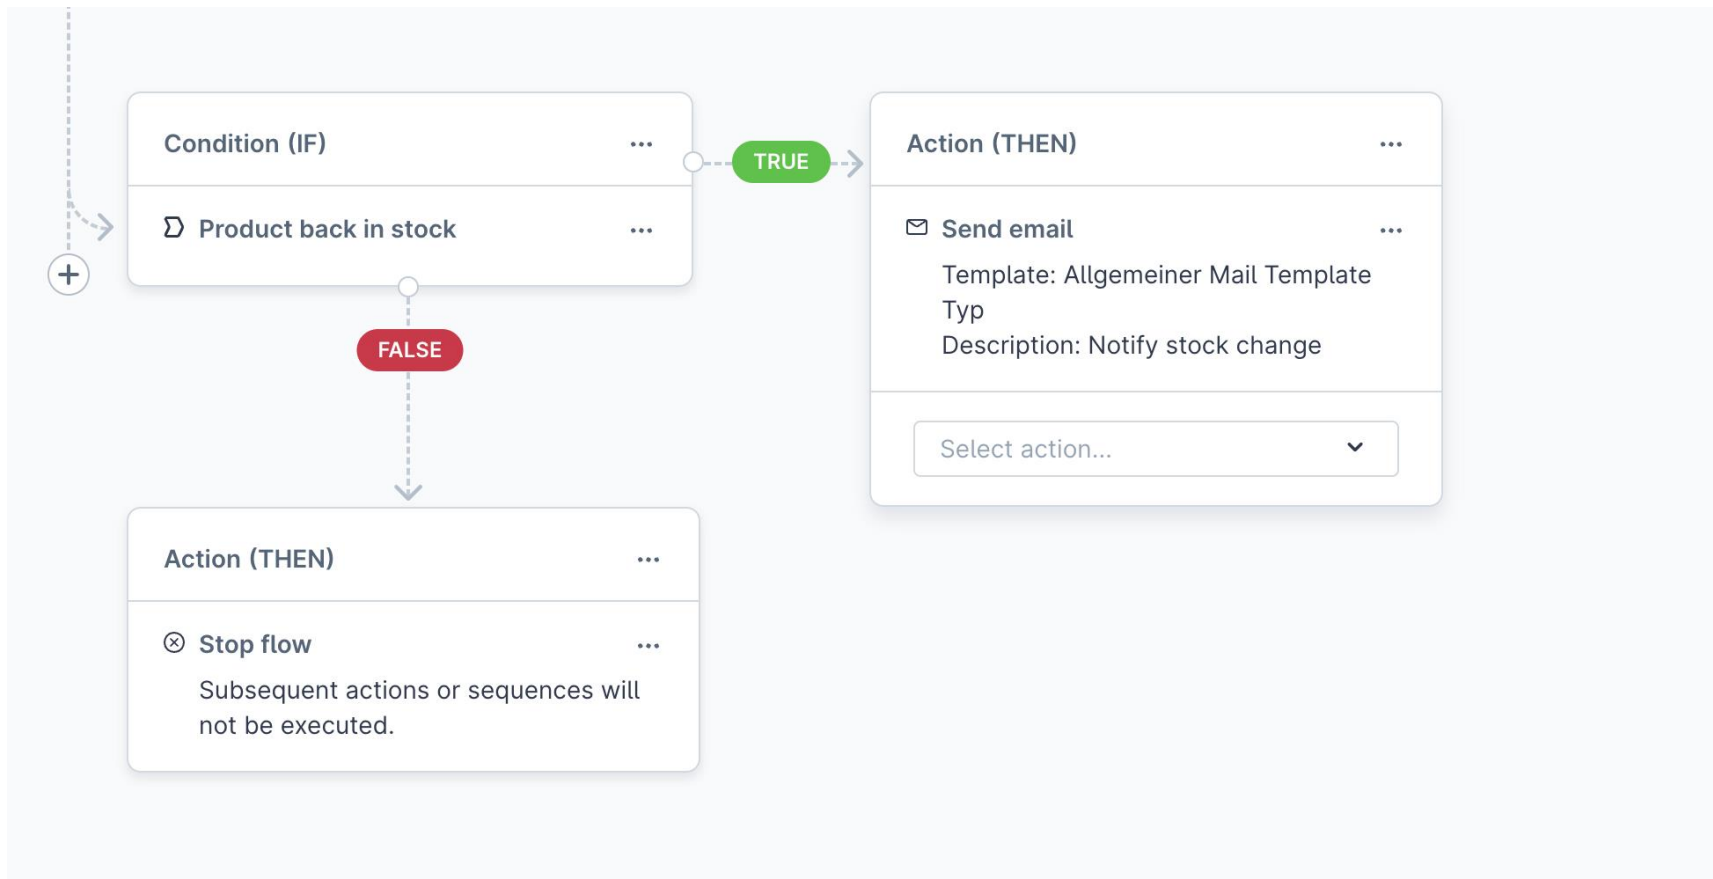 Condition (IF)
Product back in stock
TRUE
Action (THEN)
Send email
Template: Allgemeiner Mail Template
Typ
Description: Notify stock change
Select action...
FALSE
Action (THEN)
Stop flow
Subsequent actions or sequences will
not be executed.